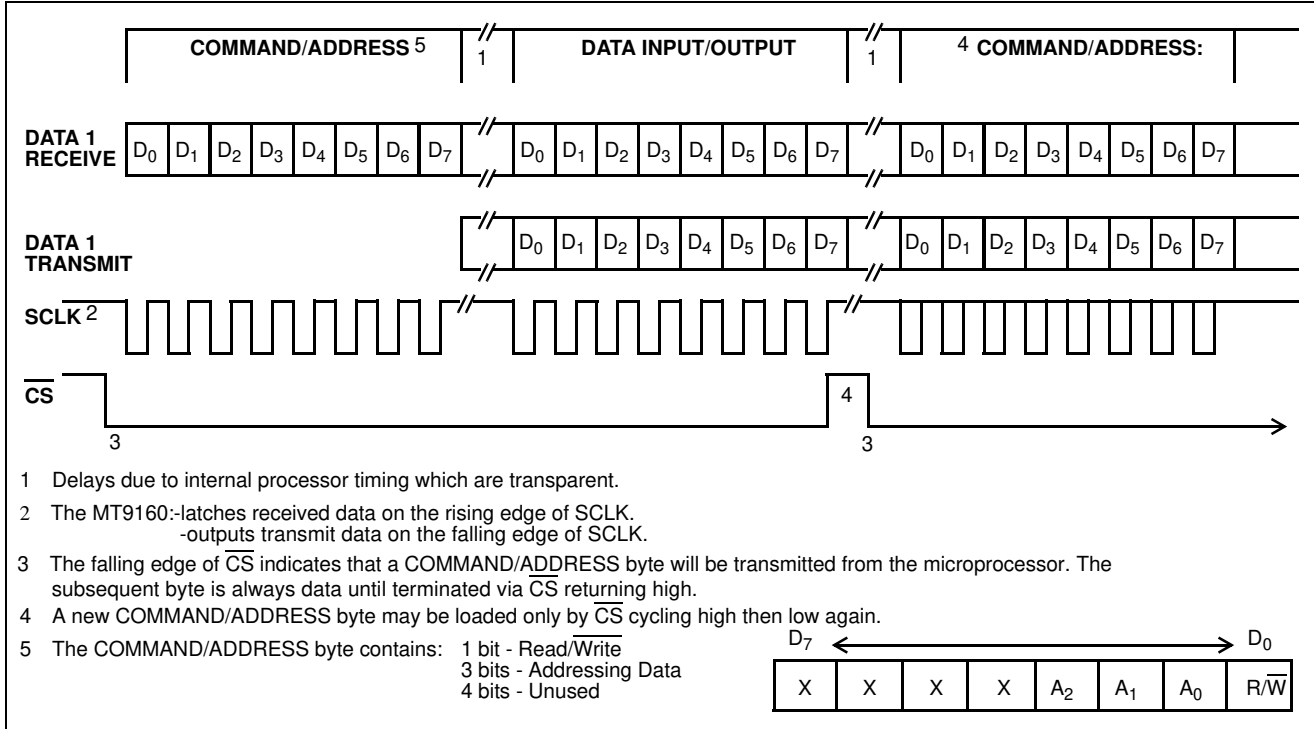 COMMAND/ADDRESS 5 1 DATA INPUT/OUTPUT 1 4 COMMAND/ADDRESS:
DATA 1
RECEIVE
D0 D1 D2 D3 D4 D5 D6 D7 D0 D1 D2 D3 D4 D5 D6 D7 D0 D1 D2 D3 D4 D5 D6 D7
DATA 1
TRANSMIT
D0 D1 D2 D3 D4 D5 D6 D7 D0 D1 D2 D3 D4 D5 D6 D7
SCLK 2
CS 4
3 3
1 Delays due to internal processor timing which are transparent.
2 The MT9160:-latches received data on the rising edge of SCLK.
-outputs transmit data on the falling edge of SCLK.
3 The falling edge of CS indicates that a COMMAND/ADDRESS byte will be transmitted from the microprocessor. The
subsequent byte is always data until terminated via CS returning high.
4 A new COMMAND/ADDRESS byte may be loaded only by CS cycling high then low again.
5 The COMMAND/ADDRESS byte contains: 1 bit - Read/Write
3 bits - Addressing Data
4 bits - Unused
D7 D0
X X X X A2 A1 A0 R/W